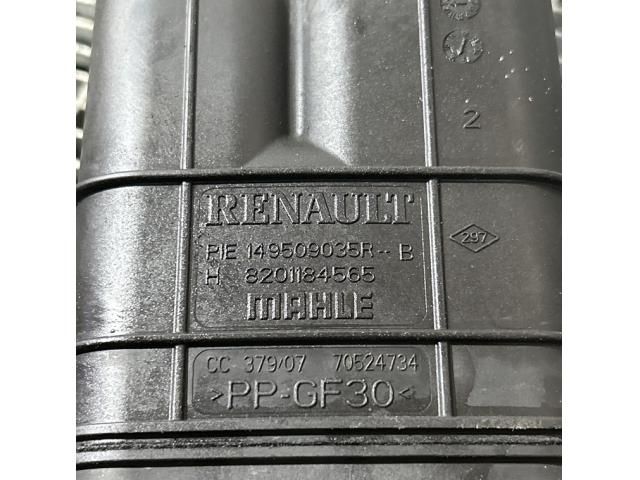 2
RENAULT
PIE 149509035R-- B
H 8201184565
MAHLE
297
CC 379/07 70524734
>PP-GF30<